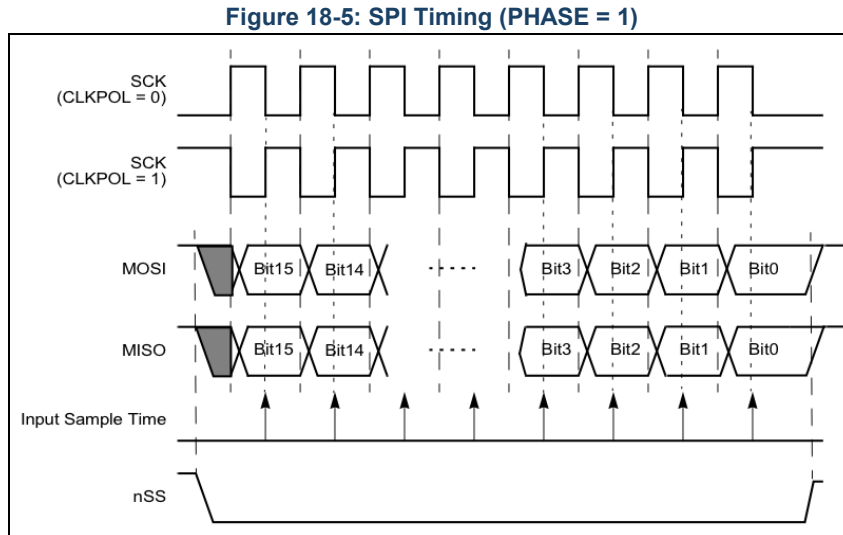 Figure 18-5: SPI Timing (PHASE = 1)
SCK
(CLKPOL = 0)
SCK
(CLKPOL = 1)
MOSI
Bit15 Bit14 Bit3 Bit2 Bit1 Bit0
MISO
Bit15 Bit14 Bit3 Bit2 Bit1 Bit0
Input Sample Time
nSS